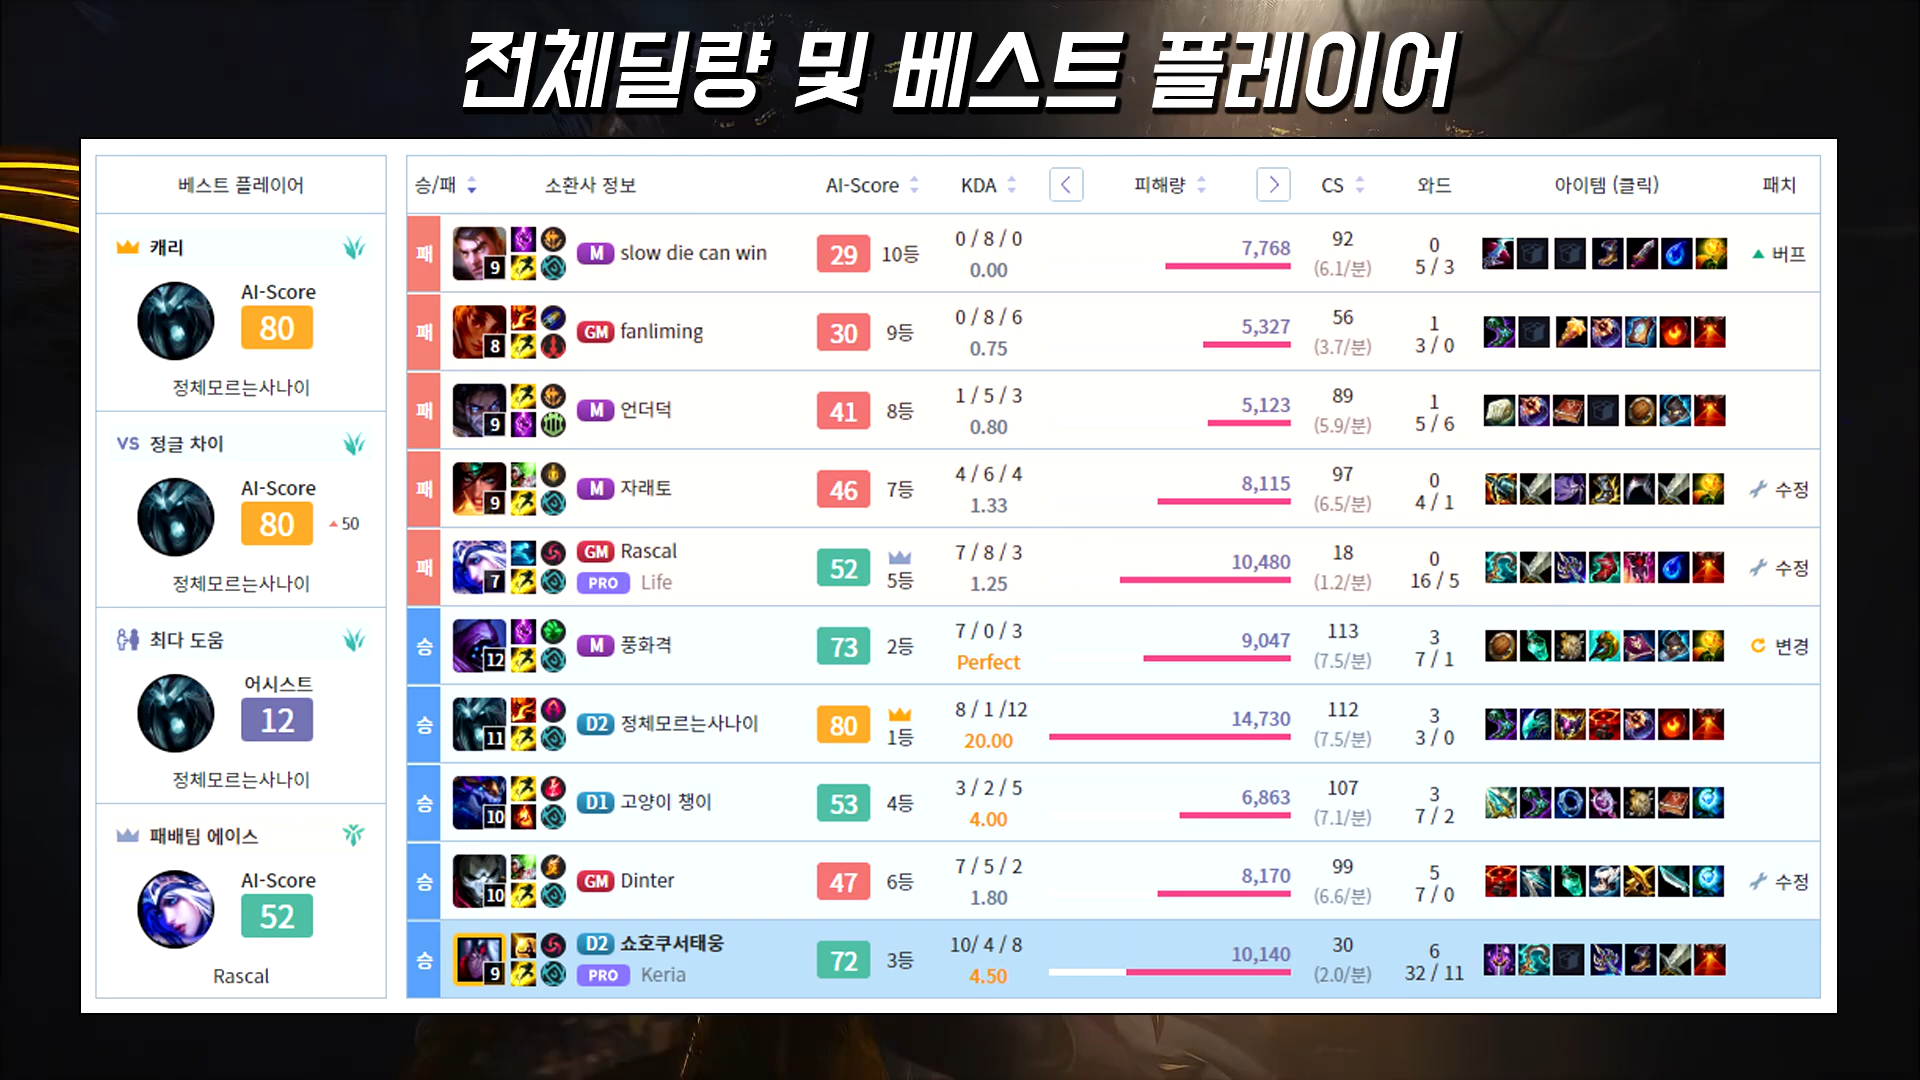 전체딜량 및 베스트 플레이어
베스트 플레이어
캐리
AI-Score
80
정체모르는사나이
VS 정글 차이
AI-Score
80
50
정체모르는사나이
최다 도움
어시스트
12
정체모르는사나이
패배팀 에이스
AI-Score
52
Rascal
승/패 소환사 정보 AI-Score KDA 피해량 CS 와드 아이템 (클릭) 패치
패 9 M slow die can win 29 10등 0 / 8 / 0 7,768 92 0 버프
0.00 (6.1/분) 5 / 3
패 8 GM fanliming 30 9등 0 / 8 / 6 5,327 56 1
0.75 (3.7/분) 3 / 0
패 9 M 언더덕 41 8등 1 / 5 / 3 5,123 89 1
0.80 (5.9/분) 5 / 6
패 9 M 자래토 46 7등 4 / 6 / 4 8,115 97 0 수정
1.33 (6.5/분) 4 / 1
패 7 GM Rascal 52 5등 7 / 8 / 3 10,480 18 0 수정
PRO Life 1.25 (1.2/분) 16 / 5
승 12 M 풍화격 73 2등 7 / 0 / 3 9,047 113 3 변경
Perfect (7.5/분) 7 / 1
승 11 D2 정체모르는사나이 80 1등 8 / 1 /12 14,730 112 3
20.00 (7.5/분) 3 / 0
승 10 D1 고양이 챙이 53 4등 3 / 2 / 5 6,863 107 3
4.00 (7.1/분) 7 / 2
승 10 GM Dinter 47 6등 7 / 5 / 2 8,170 99 5 수정
1.80 (6.6/분) 7 / 0
승 9 D2 쇼호쿠서태웅 72 3등 10/ 4 / 8 10,140 30 6
PRO Keria 4.50 (2.0/분) 32 / 11